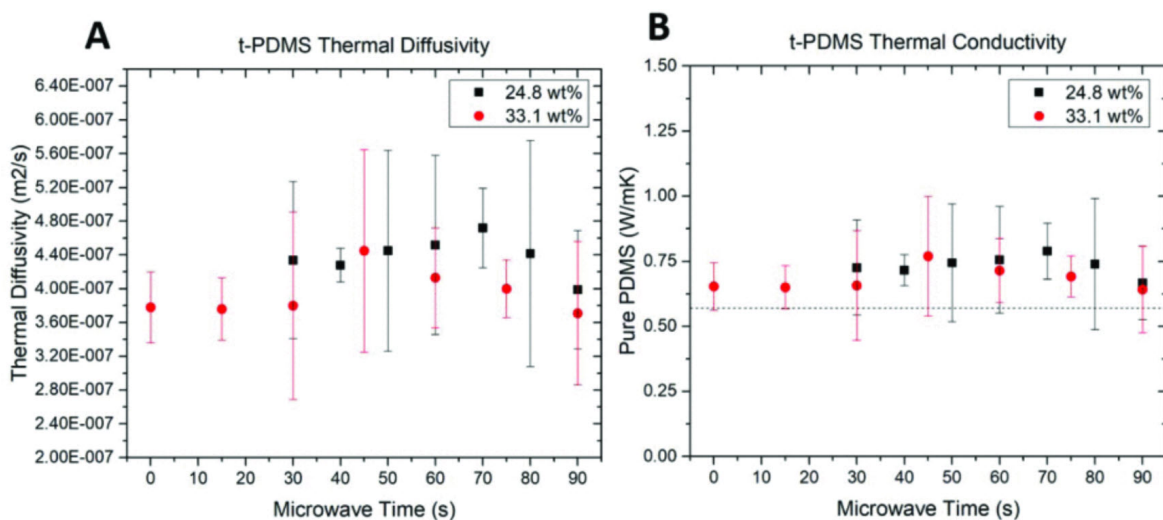 A
t-PDMS Thermal Diffusivity
24.8 wt%
33.1 wt%
Thermal Diffusivity (m2/s)
6.40E-007
6.00E-007
5.60E-007
5.20E-007
4.80E-007
4.40E-007
4.00E-007
3.60E-007
3.20E-007
2.80E-007
2.40E-007
2.00E-007
0 10 20 30 40 50 60 70 80 90
Microwave Time (s)
B
t-PDMS Thermal Conductivity
24.8 wt%
33.1 wt%
Pure PDMS (W/mK)
1.50
1.25
1.00
0.75
0.50
0.25
0.00
0 10 20 30 40 50 60 70 80 90
Microwave Time (s)